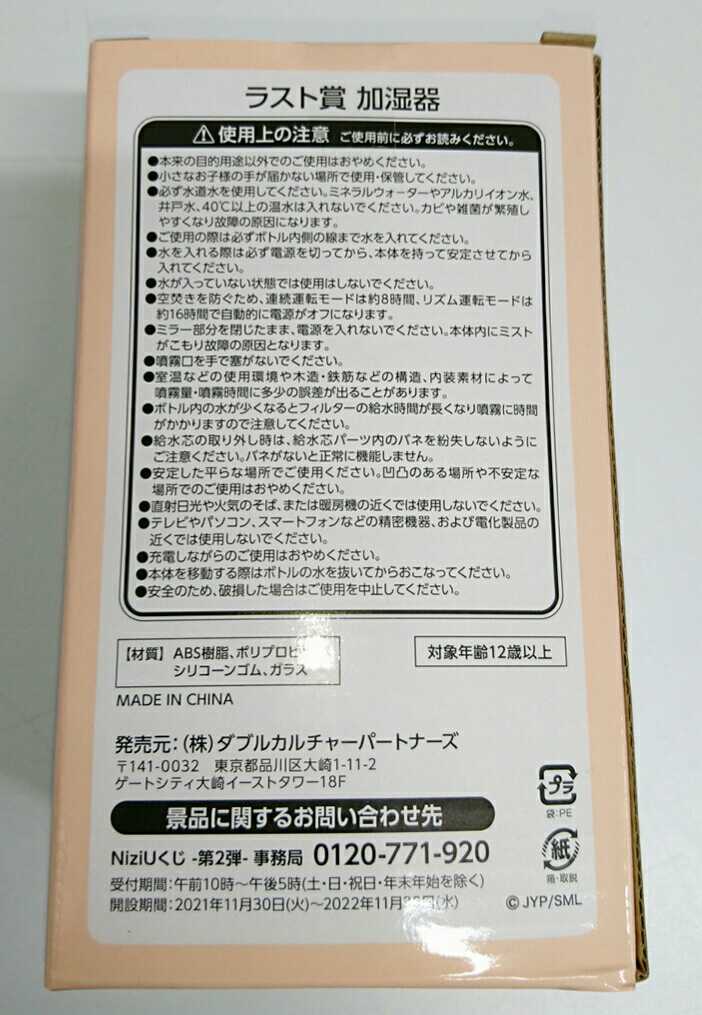 ラスト賞 加湿器
使用上の注意 ご使用前に必ずお読みください。
●本来の目的用途以外でのご使用はおやめください。
●小さなお子様の手が届かない場所で使用・保管してください。
●必ず水道水を使用してください。ミネラルウォーターやアルカリイオン水、
井戸水、40℃以上の温水は入れないでください。カビや雑菌が繁殖し
やすくなり故障の原因になります。
●ご使用の際は必ずボトル内側の線まで水を入れてください。
●水を入れる際は必ず電源を切ってから、本体を持って安定させてから
入れてください。
●水が入っていない状態では使用はしないでください。
●空焚きを防ぐため、連続運転モードは約8時間、リズム運転モードは
約16時間で自動的に電源がオフになります。
●ミラー部分を閉じたまま、電源を入れないでください。本体内にミスト
がこもり故障の原因となります。
●噴霧口を手で塞がないでください。
●室温などの使用環境や木造・鉄筋などの構造、内装素材によって
噴霧量・噴霧時間に多少の誤差が出ることがあります。
●ボトル内の水が少くなるとフィルターの給水時間が長くなり噴霧に時間
がかかりますので注意してください。
●給水芯の取り外し時は、給水芯パーツ内のバネを紛失しないように
ご注意ください。バネがないと正常に機能しません。
●安定した平らな場所でご使用ください。凹凸のある場所や不安定な
場所でのご使用はおやめください。
●直射日光や火気のそば、または暖房機の近くでは使用しないでください。
●テレビやパソコン、スマートフォンなどの精密機器、および電化製品の
近くでは使用しないでください。
●充電しながらのご使用はおやめください。
●本体を移動する際はボトルの水を抜いてからおこなってください。
●安全のため、破損した場合はご使用を中止してください。
【材質】 ABS樹脂、ポリプロピ
シリコーンゴム、ガラス
対象年齢12歳以上
MADE IN CHINA
発売元：（株）ダブルカルチャーパートナーズ
〒141-0032 東京都品川区大崎1-11-2
ゲートシティ大崎イーストタワー18F
プラ
袋：PE
景品に関するお問い合わせ先
NiziUくじ -第2弾- 事務局 0120-771-920
紙
箱・取説
受付期間：午前10時～午後5時（土・日・祝日・年末年始を除く）
開設期間：2021年11月30日（火）～2022年11月 日（水）
©JYP/SML